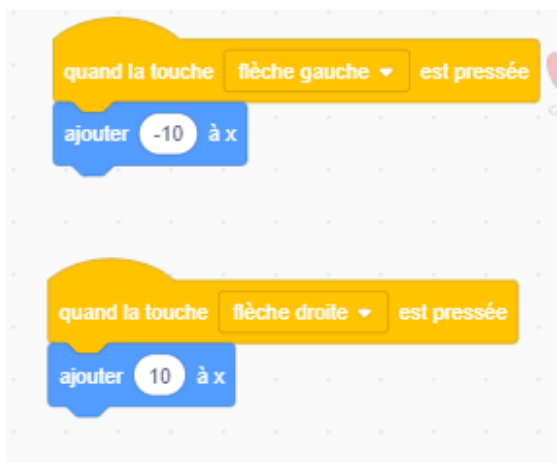 quand la touche flèche gauche est pressée
ajouter -10 à x
quand la touche flèche droite est pressée
ajouter 10 à x